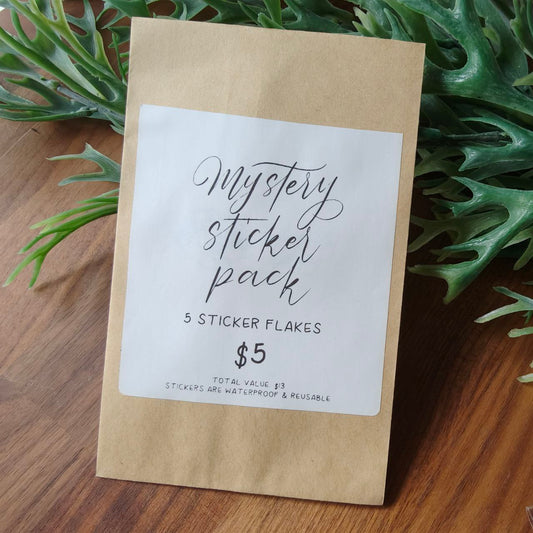 Mystery
sticker
pack
5 STICKER FLAKES
$5
TOTAL VALUE $13
STICKERS ARE WATERPROOF & REUSABLE